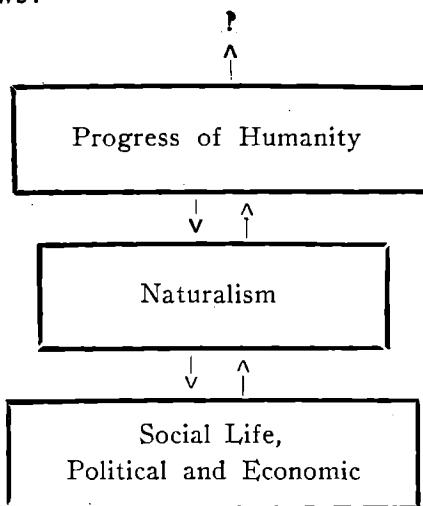 ?
Progress of Humanity
Naturalism
Social Life,
Political and Economic